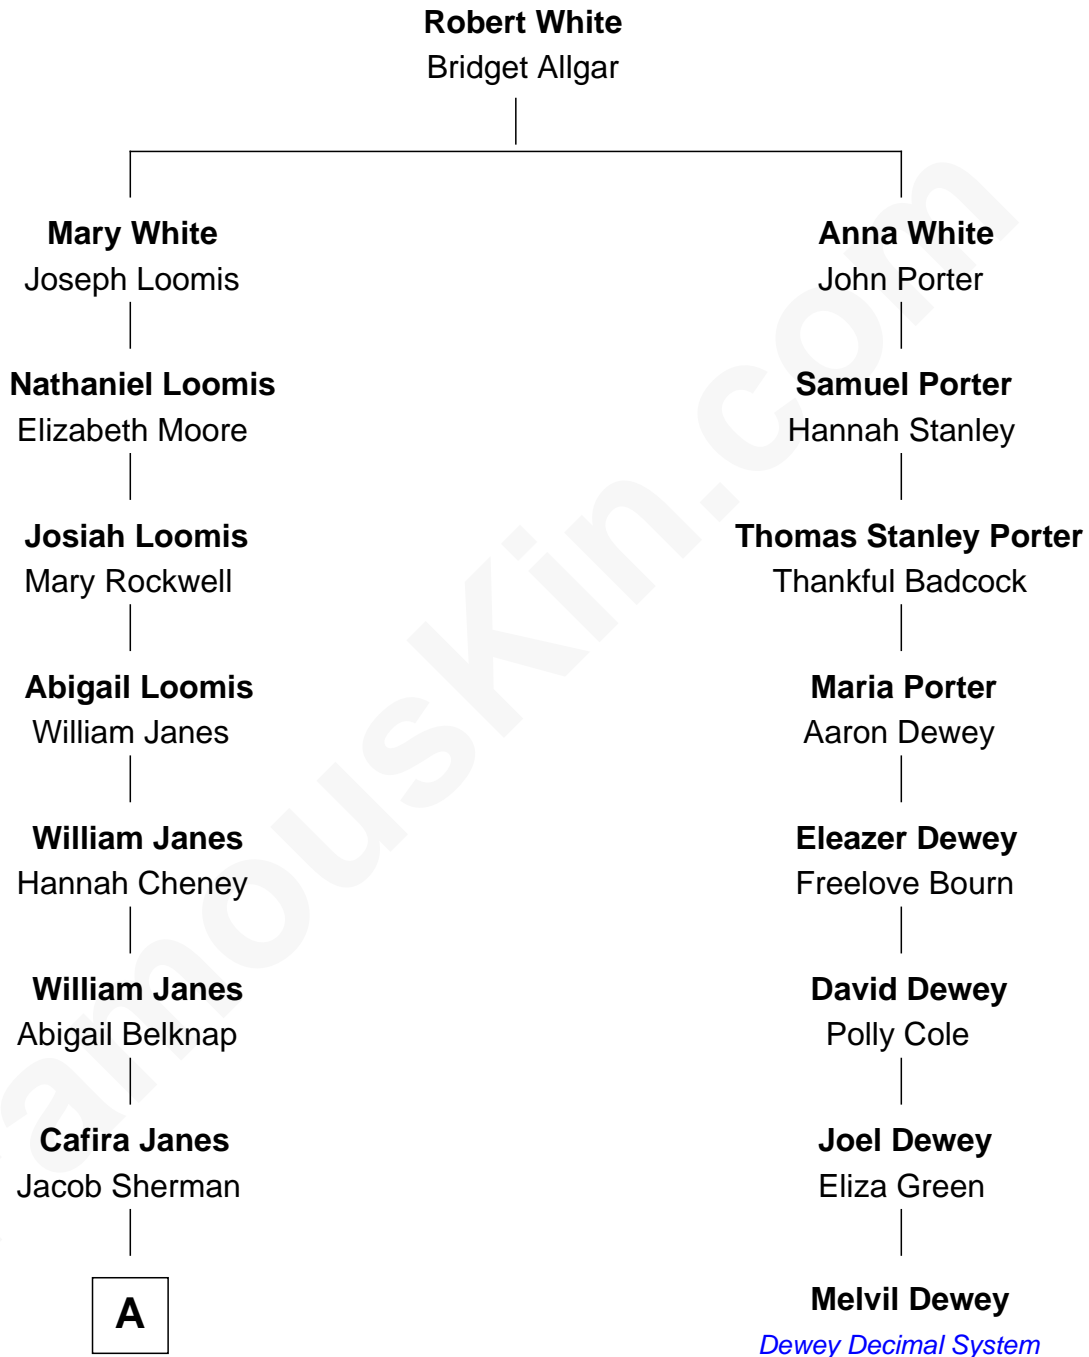 Robert White
Bridget Allgar
Mary White
Joseph Loomis
Anna White
John Porter
Nathaniel Loomis
Elizabeth Moore
Samuel Porter
Hannah Stanley
Josiah Loomis
Mary Rockwell
Thomas Stanley Porter
Thankful Badcock
Abigail Loomis
William Janes
Maria Porter
Aaron Dewey
William Janes
Hannah Cheney
Eleazer Dewey
Freelove Bourn
William Janes
Abigail Belknap
David Dewey
Polly Cole
Cafira Janes
Jacob Sherman
Joel Dewey
Eliza Green
A
Melvil Dewey
Dewey Decimal System
amouskin.com